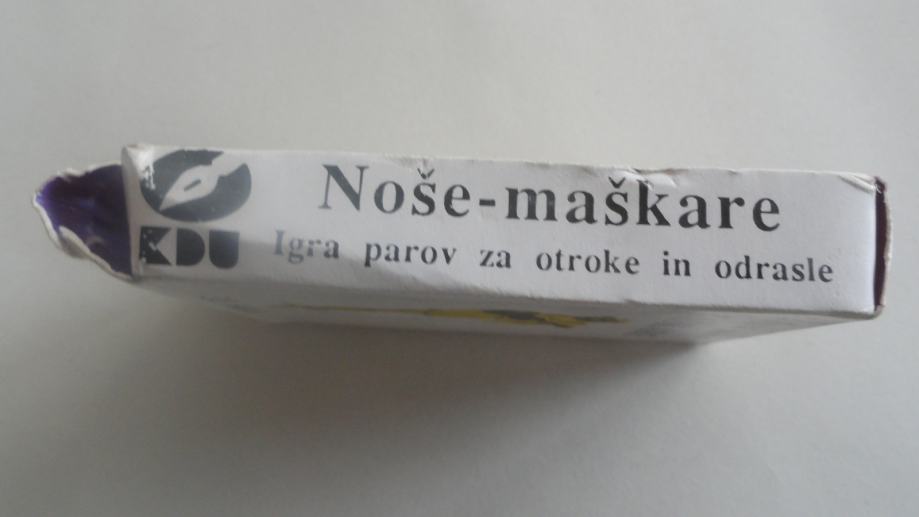 Noše-maškare
KDU
Igra parov za otroke in odrasle